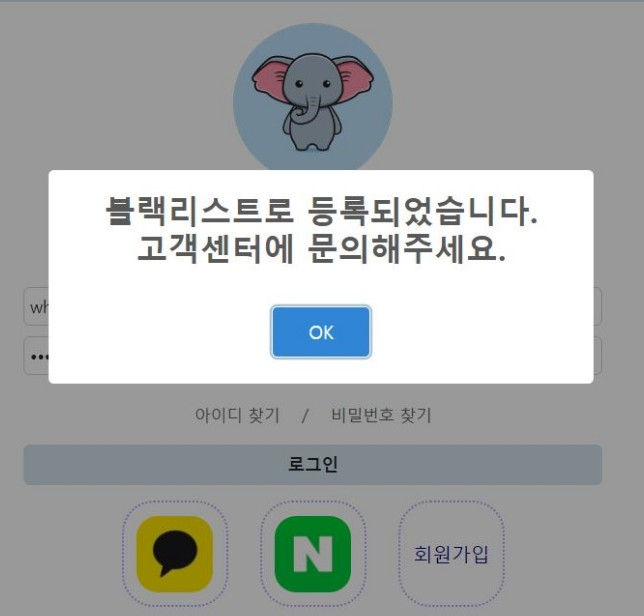 블랙리스트로 등록되었습니다.
고객센터에 문의해주세요.
wh
OK
아이디 찾기 / 비밀번호 찾기
로그인
N
회원가입